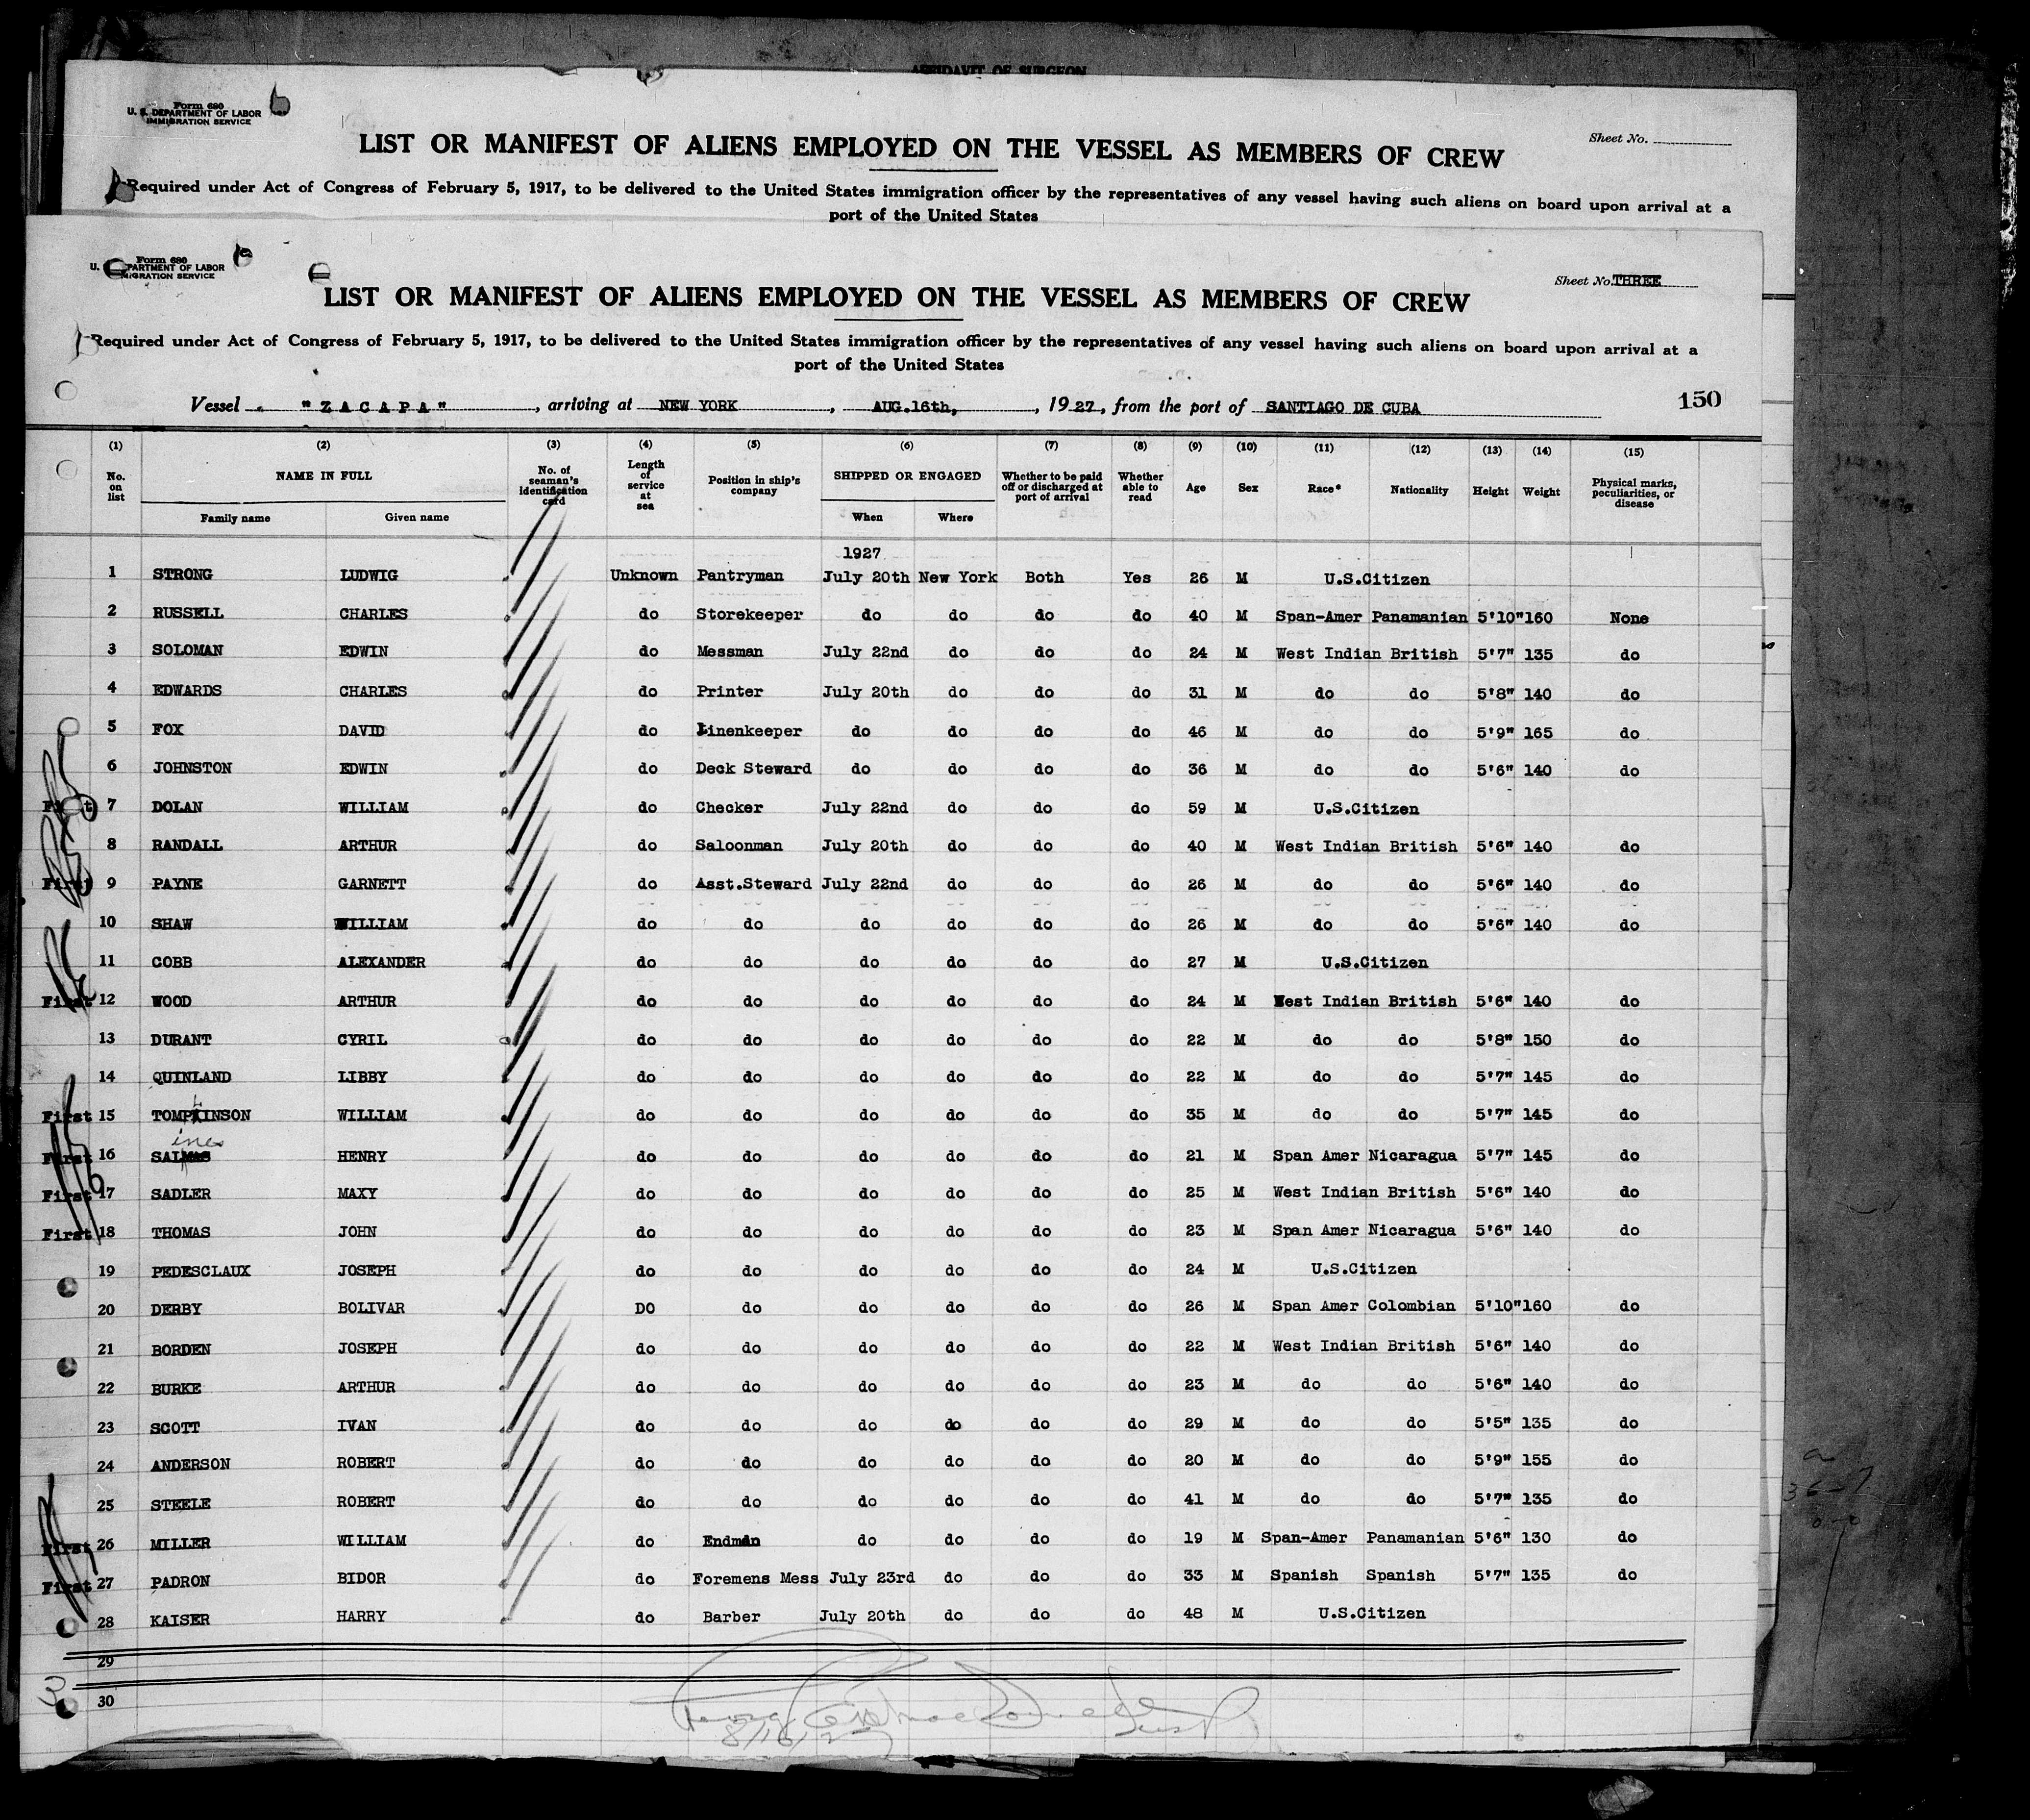 AFFIDAVIT OF SURGEON
Form 680
U. S. DEPARTMENT OF LABOR
IMMIGRATION SERVICE
Sheet No.
LIST OR MANIFEST OF ALIENS EMPLOYED ON THE VESSEL AS MEMBERS OF CREW
Required under Act of Congress of February 5, 1917, to be delivered to the United States immigration officer by the representatives of any vessel having such aliens on board upon arrival at a
port of the United States
Form 680
U. PARTMENT OF LABOR
MIGRATION SERVICE
Sheet No. THREE
LIST OR MANIFEST OF ALIENS EMPLOYED ON THE VESSEL AS MEMBERS OF CREW
Required under Act of Congress of February 5, 1917, to be delivered to the United States immigration officer by the representatives of any vessel having such aliens on board upon arrival at a
port of the United States
Vessel "ZACAPA", arriving at NEW YORK, AUG.16th, 1927, from the port of SANTIAGO DE CUBA 150
(1) (2) (3) (4) (5) (6) (7) (8) (9) (10) (11) (12) (13) (14) (15)
No. on list NAME IN FULL No. of seaman's identification card Length of service at sea Position in ship's company SHIPPED OR ENGAGED Whether to be paid off or discharged at port of arrival Whether able to read Age Sex Race* Nationality Height Weight Physical marks, peculiarities, or disease
Family name Given name When Where
1927
1 STRONG LUDWIG Unknown Pantryman July 20th New York Both Yes 26 M U.S.Citizen
2 RUSSELL CHARLES do Storekeeper do do do do 40 M Span-Amer Panamanian 5'10" 160 None
3 SOLOMAN EDWIN do Messman July 22nd do do do 24 M West Indian British 5'7" 135 do
4 EDWARDS CHARLES do Printer July 20th do do do 31 M do do 5'8" 140 do
5 FOX DAVID do Linenkeeper do do do do 46 M do do 5'9" 165 do
6 JOHNSTON EDWIN do Deck Steward do do do do 36 M do do 5'6" 140 do
First 7 DOLAN WILLIAM do Checker July 22nd do do do 59 M U.S.Citizen
8 RANDALL ARTHUR do Saloonman July 20th do do do 40 M West Indian British 5'6" 140 do
First 9 PAYNE GARNETT do Asst.Steward July 22nd do do do 26 M do do 5'6" 140 do
10 SHAW WILLIAM do do do do do do 26 M do do 5'6" 140 do
11 COBB ALEXANDER do do do do do do 27 M U.S.Citizen
First 12 WOOD ARTHUR do do do do do do 24 M West Indian British 5'6" 140 do
13 DURANT CYRIL do do do do do do 22 M do do 5'8" 150 do
14 QUINLAND LIBBY do do do do do do 22 M do do 5'7" 145 do
First 15 TOMPKINSON WILLIAM do do do do do do 35 M do do 5'7" 145 do
ines
First 16 SALMAS HENRY do do do do do do 21 M Span Amer Nicaragua 5'7" 145 do
First 17 SADLER MAXY do do do do do do 25 M West Indian British 5'6" 140 do
First 18 THOMAS JOHN do do do do do do 23 M Span Amer Nicaragua 5'6" 140 do
19 PEDESCLAUX JOSEPH do do do do do do 24 M U.S.Citizen
20 DERBY BOLIVAR DO do do do do do 26 M Span Amer Colombian 5'10" 160 do
21 BORDEN JOSEPH do do do do do do 22 M West Indian British 5'6" 140 do
22 BURKE ARTHUR do do do do do do 23 M do do 5'6" 140 do
23 SCOTT IVAN do do do do do do 29 M do do 5'5" 135 do
24 ANDERSON ROBERT do do do do do do 20 M do do 5'9" 155 do
25 STEELE ROBERT do do do do do do 41 M do do 5'7" 135 do
First 26 MILLER WILLIAM do Endman do do do do 19 M Span-Amer Panamanian 5'6" 130 do
First 27 PADRON BIDOR do Foremens Mess July 23rd do do do 33 M Spanish Spanish 5'7" 135 do
28 KAISER HARRY do Barber July 20th do do do 48 M U.S.Citizen
29
30
3
8/16/27